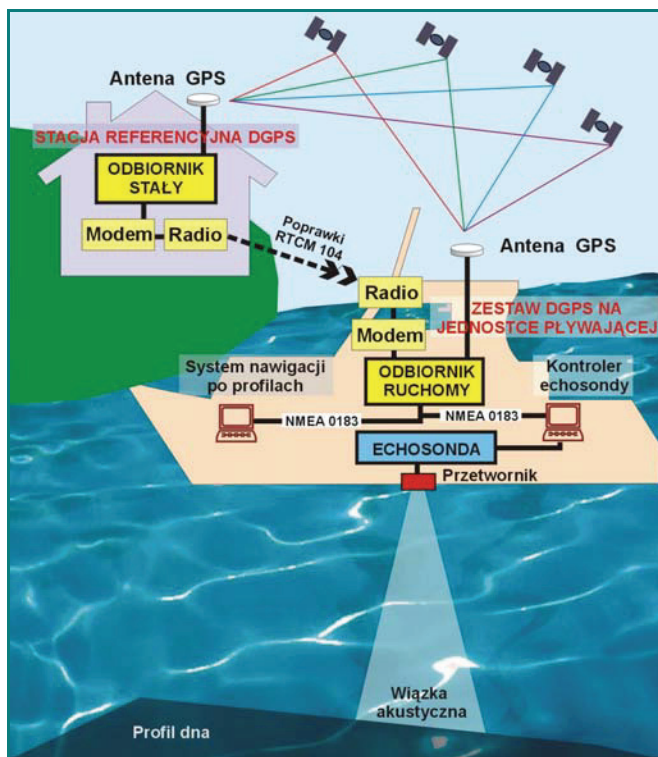 Antena GPS
STACJA REFERENCYJNA DGPS
ODBIORNIK
STAŁY
Modem
Radio
Poprawki
RTCM 104
Antena GPS
Radio
ZESTAW DGPS NA
JEDNOSTCE PŁYWAJĄCEJ
Modem
System nawigacji
po profilach
ODBIORNIK
RUCHOMY
Kontroler
echosondy
NMEA 0183
NMEA 0183
ECHOSONDA
Przetwornik
Wiązka
akustyczna
Profil dna